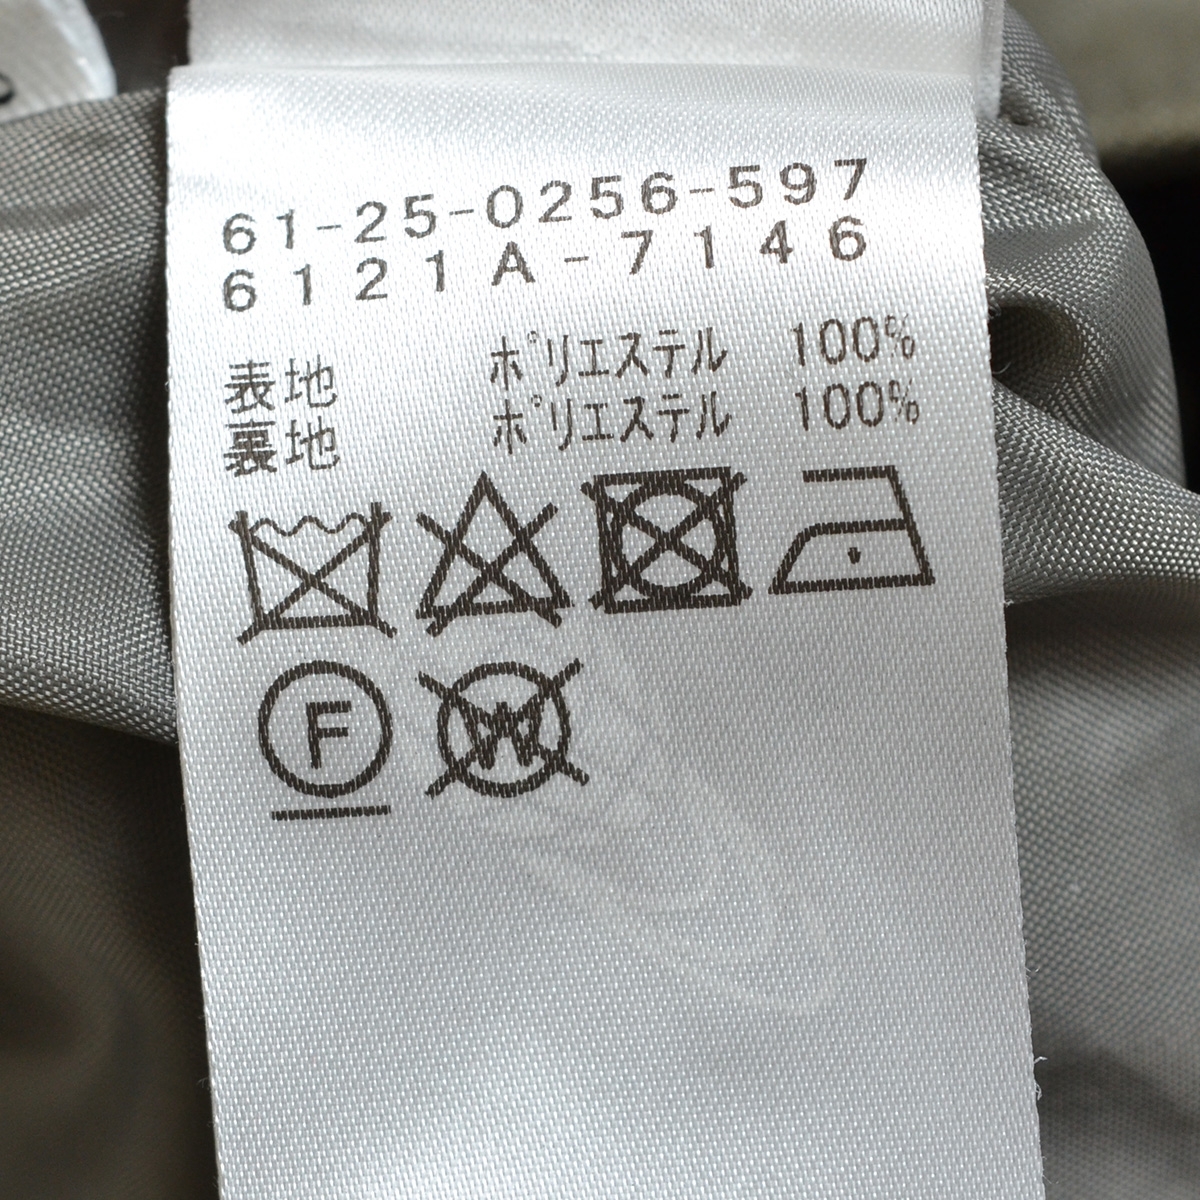 61-25-0256-597
6121A-7146
表地 ポリエステル 100%
裏地 ポリエステル 100%
F W